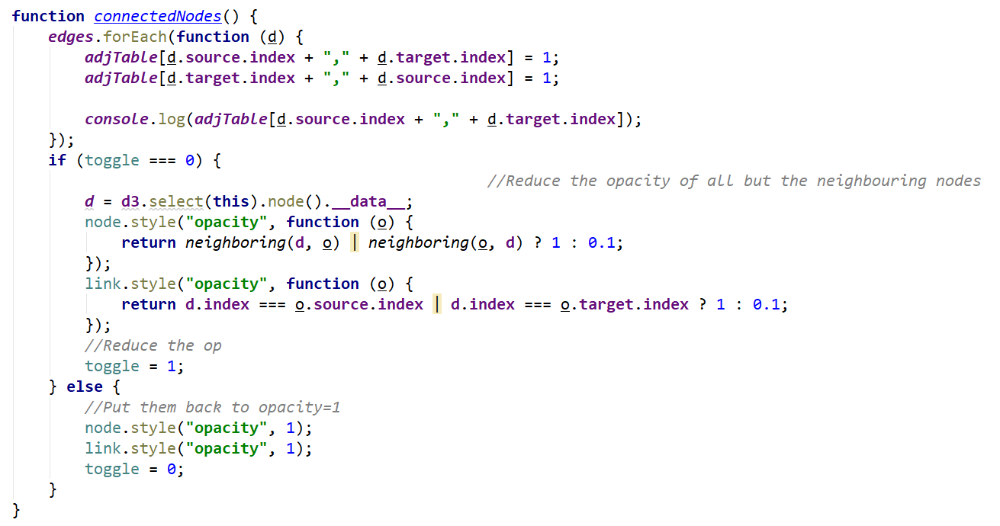 function connectedNodes() {
    edges.forEach(function (d) {
        adjTable[d.source.index + "," + d.target.index] = 1;
        adjTable[d.target.index + "," + d.source.index] = 1;

        console.log(adjTable[d.source.index + "," + d.target.index]);
    });
    if (toggle === 0) {
                                                    //Reduce the opacity of all but the neighbouring nodes
        d = d3.select(this).node().__data__;
        node.style("opacity", function (o) {
            return neighboring(d, o) | neighboring(o, d) ? 1 : 0.1;
        });
        link.style("opacity", function (o) {
            return d.index === o.source.index | d.index === o.target.index ? 1 : 0.1;
        });
        //Reduce the op
        toggle = 1;
    } else {
        //Put them back to opacity=1
        node.style("opacity", 1);
        link.style("opacity", 1);
        toggle = 0;
    }
}